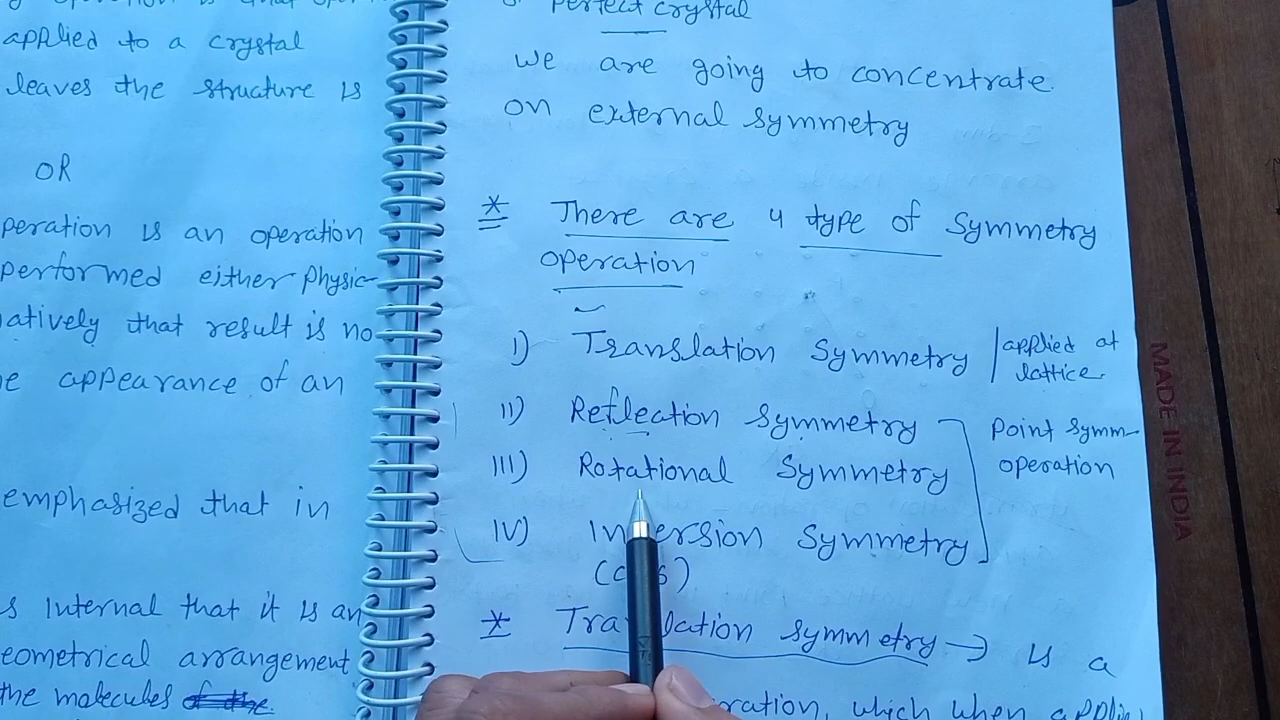 applied to a crystal
leaves the structure is
OR
peration is an operation
performed either physic-
atively that result is no
e appearance of an
emphasized that in
s internal that it is an
eometrical arrangement
the molecules
Perfect crystal
we are going to concentrate
on external symmetry
* There are 4 type of symmetry
operation
I) Translation symmetry | applied at
lattice
II) Reflection symmetry
Point symm-
operation
III) Rotational symmetry
IV) In ersion symmetry
* Tra lation symmetry → is a
ration, which when
MADE IN INDIA